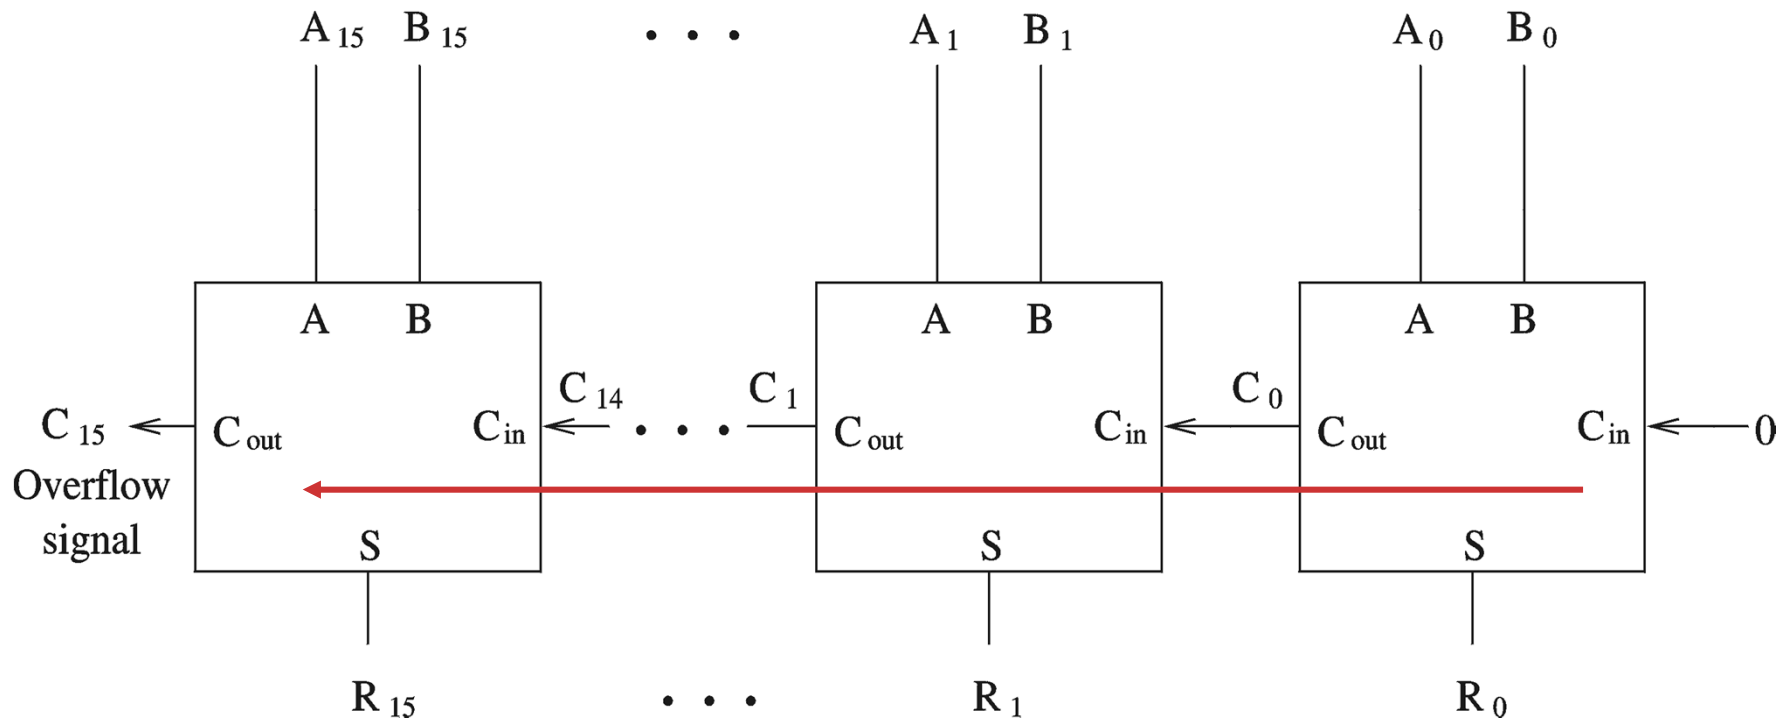 A 15 B 15 . . . A 1 B 1 A 0 B 0
A B A B A B
C 14 C 1 C 0
C 15 C out C in . . . C out C in C out C in 0
Overflow
signal
S S S
R 15 . . . R 1 R 0